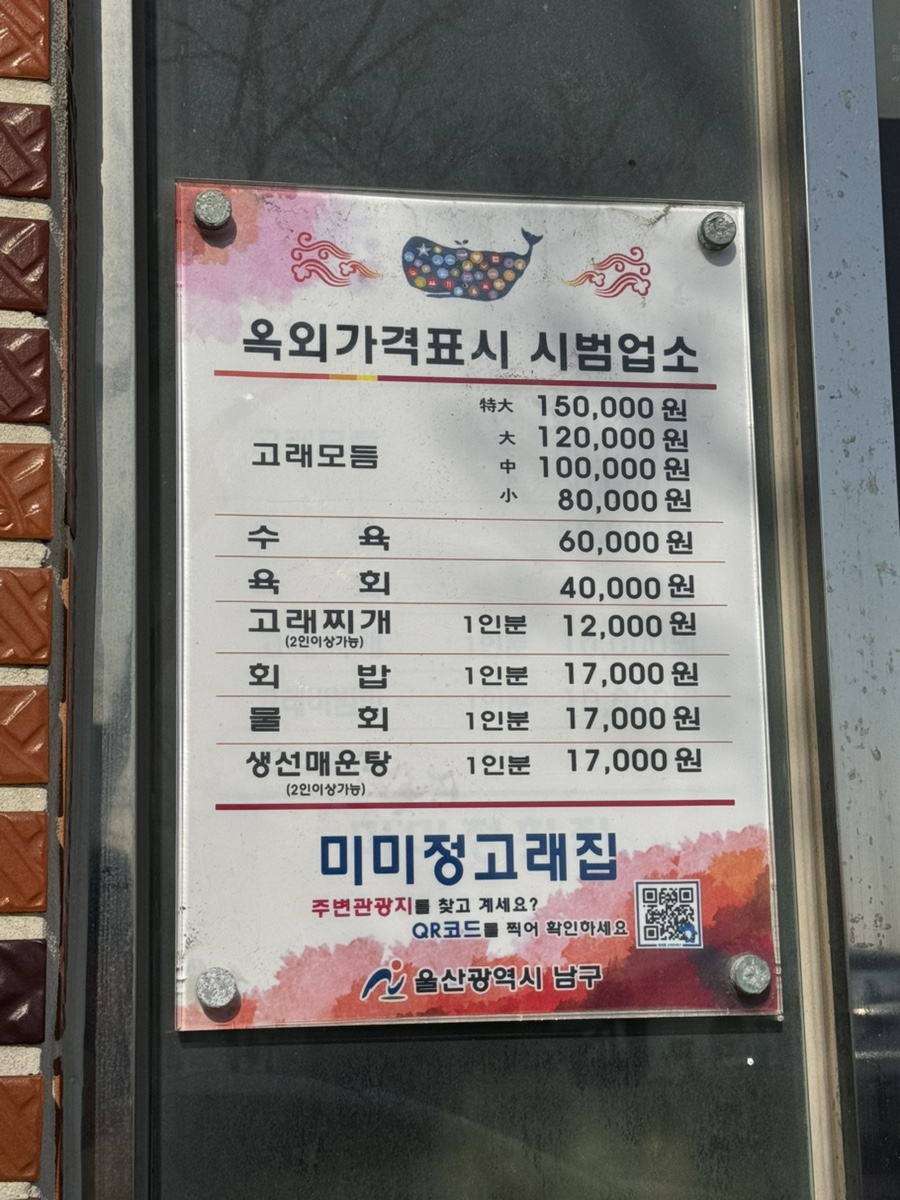 옥외가격표시 시범업소
고래모듬 特大 150,000 원
大 120,000 원
中 100,000 원
小 80,000 원
수 육 60,000 원
육 회 40,000 원
고래찌개 1인분 12,000 원
(2인이상가능)
회 밥 1인분 17,000 원
물 회 1인분 17,000 원
생선매운탕 1인분 17,000 원
(2인이상가능)
미미정고래집
주변관광지를 찾고 계세요?
QR코드를 찍어 확인하세요
울산광역시 남구